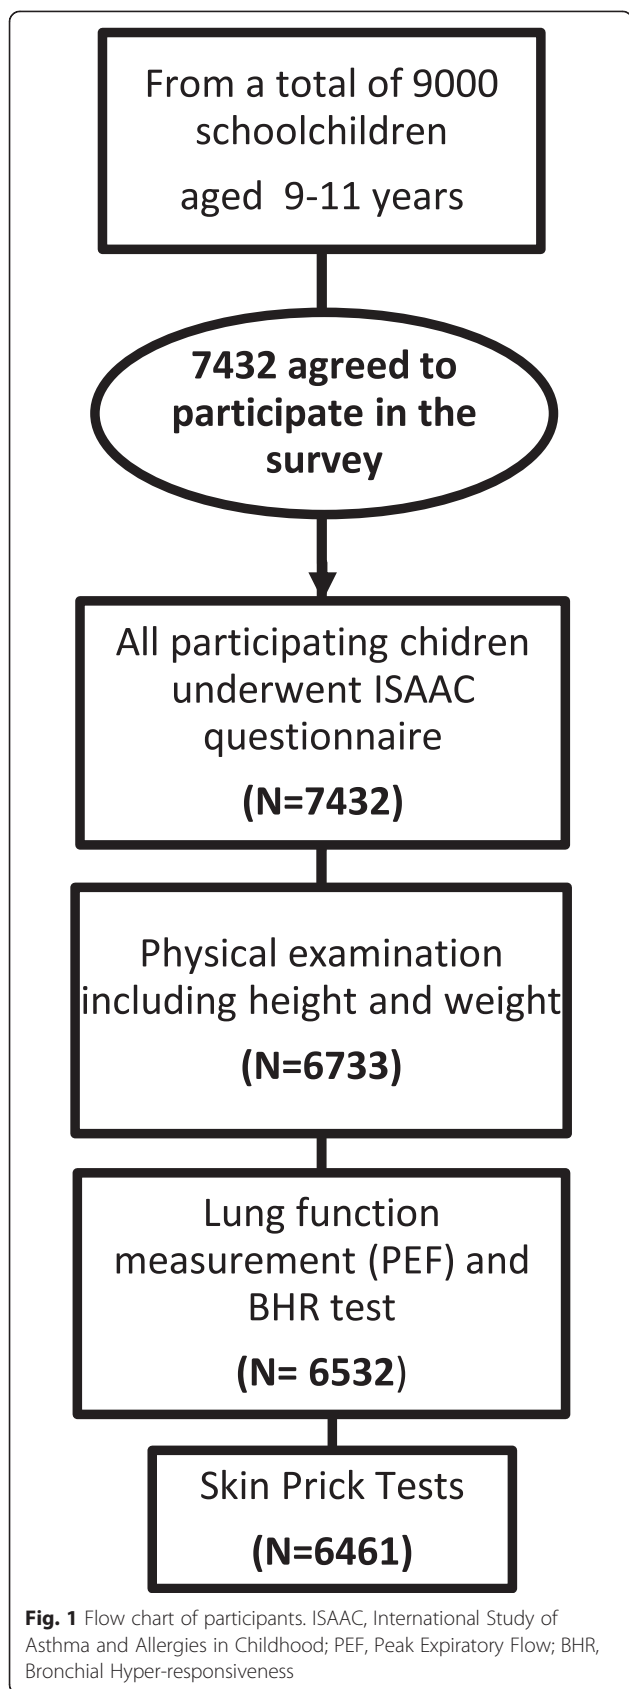 From a total of 9000
schoolchildren
aged 9-11 years
7432 agreed to
participate in the
survey
All participating chidren
underwent ISAAC
questionnaire
(N=7432)
Physical examination
including height and weight
(N=6733)
Lung function
measurement (PEF) and
BHR test
(N= 6532)
Skin Prick Tests
(N=6461)
Fig. 1 Flow chart of participants. ISAAC, International Study of
Asthma and Allergies in Childhood; PEF, Peak Expiratory Flow; BHR,
Bronchial Hyper-responsiveness